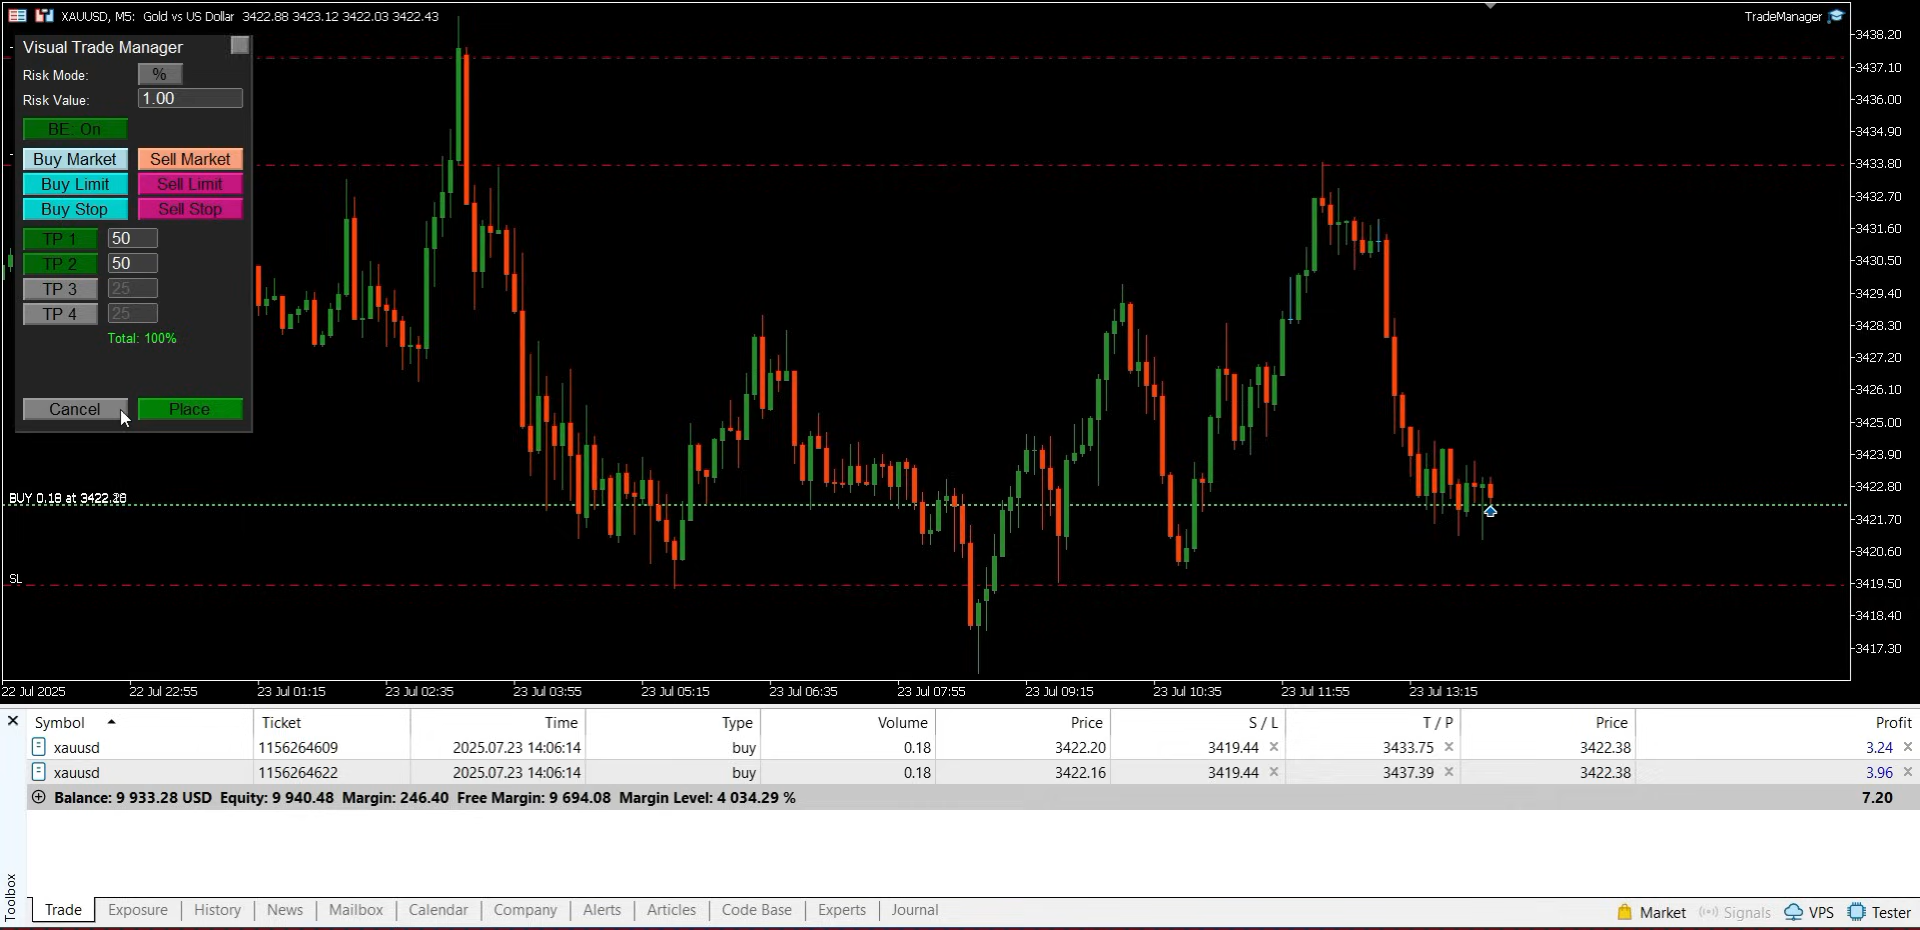 XAUUSD, M5: Gold vs US Dollar 3422.88 3423.12 3422.03 3422.43
TradeManager
Visual Trade Manager
Risk Mode: %
Risk Value: 1.00
BE: On
Buy Market Sell Market
Buy Limit Sell Limit
Buy Stop Sell Stop
TP 1 50
TP 2 50
TP 3 25
TP 4 25
Total: 100%
Cancel Place
SL
3438.20
3437.10
3436.00
3434.90
3433.80
3432.70
3431.60
3430.50
3429.40
3428.30
3427.20
3426.10
3425.00
3423.90
3422.80
3421.70
3420.60
3419.50
3418.40
3417.30
22 Jul 2025 22 Jul 22:55 23 Jul 01:15 23 Jul 02:35 23 Jul 03:55 23 Jul 05:15 23 Jul 06:35 23 Jul 07:55 23 Jul 09:15 23 Jul 10:35 23 Jul 11:55 23 Jul 13:15
Symbol Ticket Time Type Volume Price S / L T / P Price Profit
xauusd 1156264609 2025.07.23 14:06:14 buy 0.18 3422.20 3419.44 3433.75 3422.38 3.24
xauusd 1156264622 2025.07.23 14:06:14 buy 0.18 3422.16 3419.44 3437.39 3422.38 3.96
Balance: 9 933.28 USD Equity: 9 940.48 Margin: 246.40 Free Margin: 9 694.08 Margin Level: 4 034.29 % 7.20
Toolbox
Trade Exposure History News Mailbox Calendar Company Alerts Articles Code Base Experts Journal
Market Signals VPS Tester